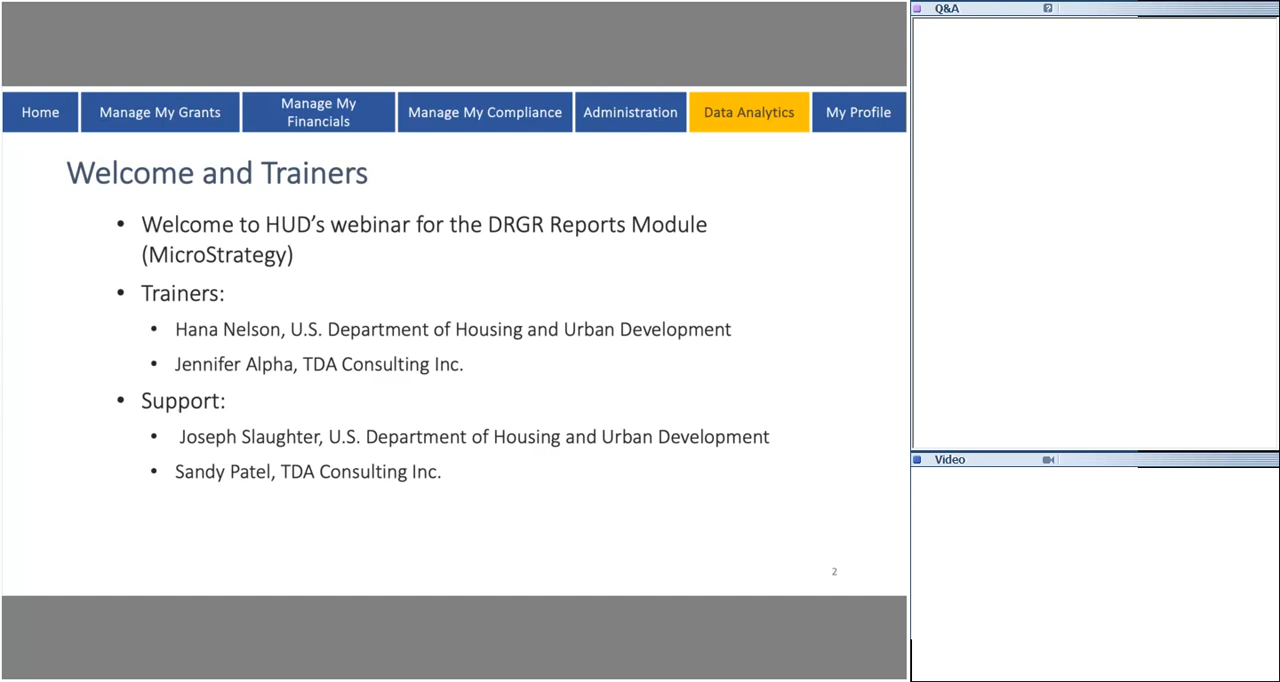 Q&A
Home
Manage My Grants
Manage My
Financials
Manage My Compliance
Administration
Data Analytics
My Profile
Welcome and Trainers
• Welcome to HUD’s webinar for the DRGR Reports Module
(MicroStrategy)
• Trainers:
• Hana Nelson, U.S. Department of Housing and Urban Development
• Jennifer Alpha, TDA Consulting Inc.
• Support:
• Joseph Slaughter, U.S. Department of Housing and Urban Development
• Sandy Patel, TDA Consulting Inc.
2
Video